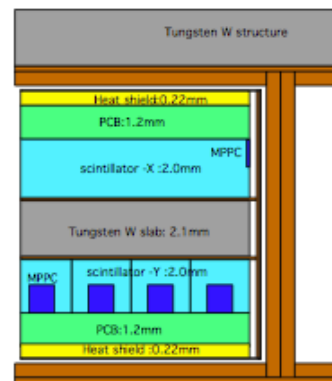 Tungsten W structure
Heat shield:0.22mm
PCB:1.2mm
MPPC
scintillator -X :2.0mm
Tungsten W slab: 2.1mm
MPPC
scintillator -Y :2.0mm
PCB:1.2mm
Heat shield :0.22mm